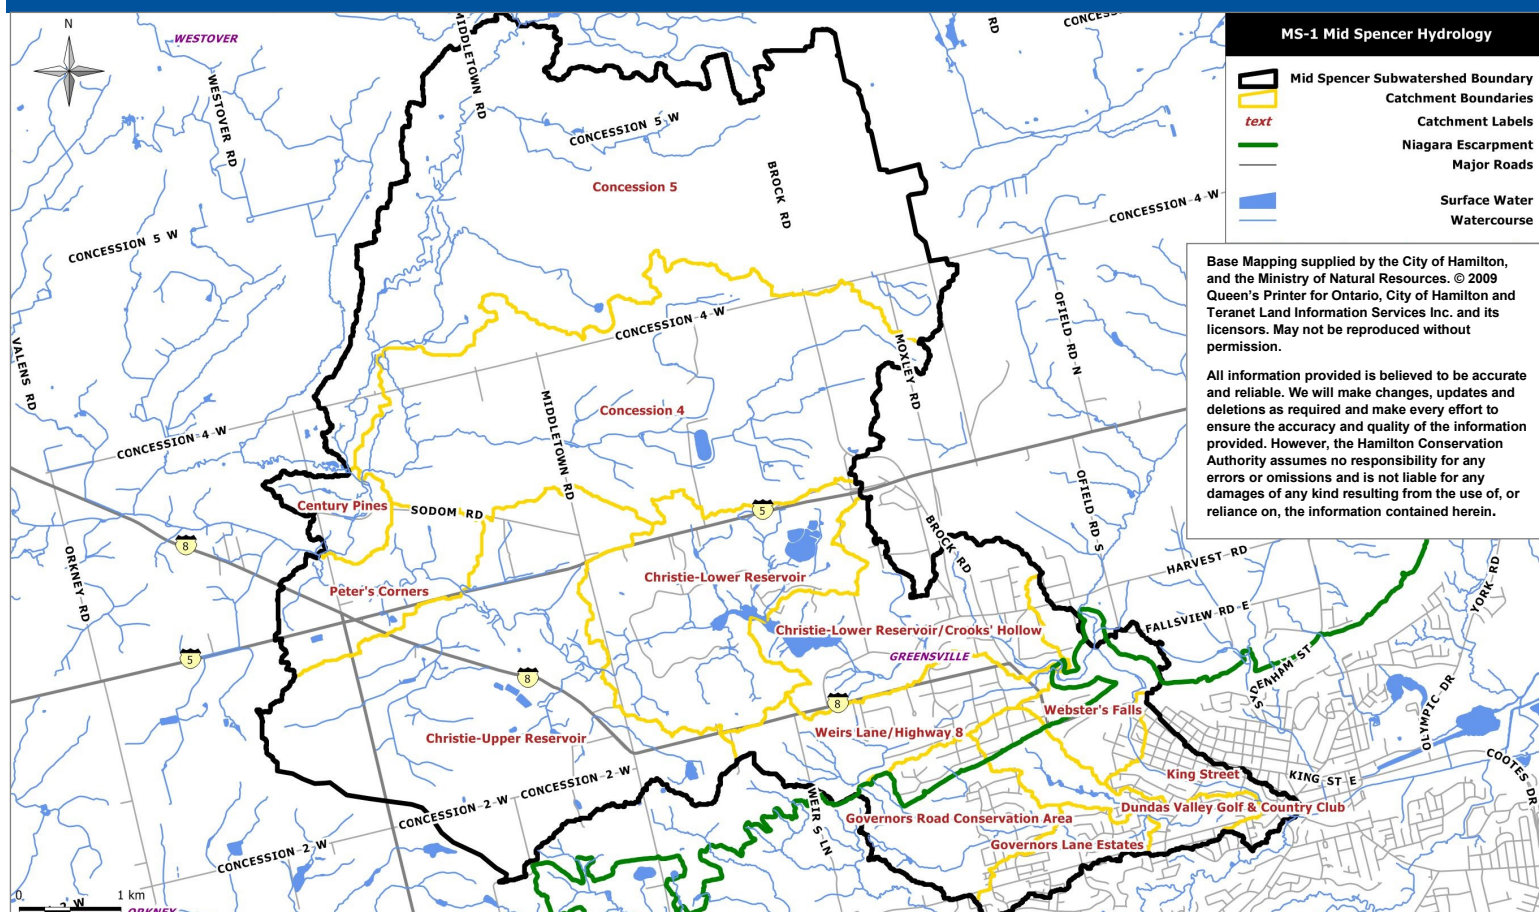 MS-1 Mid Spencer Hydrology
Mid Spencer Subwatershed Boundary
Catchment Boundaries
text
Catchment Labels
Niagara Escarpment
Major Roads
Surface Water
Watercourse
Base Mapping supplied by the City of Hamilton,
and the Ministry of Natural Resources. © 2009
Queen's Printer for Ontario, City of Hamilton and
Teranet Land Information Services Inc. and its
licensors. May not be reproduced without
permission.
All information provided is believed to be accurate
and reliable. We will make changes, updates and
deletions as required and make every effort to
ensure the accuracy and quality of the information
provided. However, the Hamilton Conservation
Authority assumes no responsibility for any
errors or omissions and is not liable for any
damages of any kind resulting from the use of, or
reliance on, the information contained herein.
N
WESTOVER
WESTOVER RD
MIDDLETOWN RD
RD
CONCESSION 5 W
BROCK RD
Concession 5
CONCESSION 4 W
CONCESSION 5 W
OFIELD RD N
CONCESSION 4 W
VALENS RD
MOXLEY RD
MIDDLETOWN RD
Concession 4
CONCESSION 4 W
Century Pines
SODOM RD
5
OFIELD RD S
BROCK RD
8
HARVEST RD
ORKNEY RD
Peter's Corners
Christie-Lower Reservoir
YORK RD
FALLSVIEW RD E
Christie-Lower Reservoir/Crooks' Hollow
GREENSVILLE
5
8
8
Webster's Falls
OLYMPIC DR
Christie-Upper Reservoir
Weirs Lane/Highway 8
King Street
KING ST E
COOTES DR
CONCESSION 2 W
CONCESSION 2 W
CONCESSION 2 W
Dundas Valley Golf & Country Club
Governors Road Conservation Area
Governors Lane Estates
WEIR S LN
0
1 km